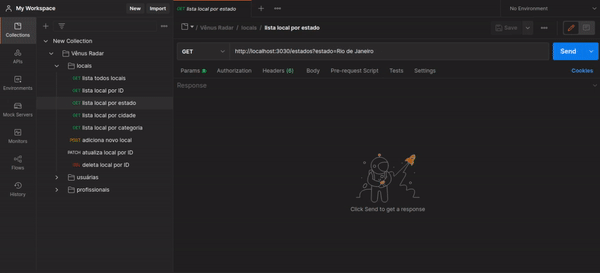 My Workspace
New
Import
GET lista local por estado
No Environment
Vênus Radar / locais / lista local por estado
Save
GET
http://localhost:3030/estados?estado=Rio de Janeiro
Send
Params
Authorization
Headers (6)
Body
Pre-request Script
Tests
Settings
Cookies
Response
Click Send to get a response
Collections
APIs
Environments
Mock Servers
Monitors
Flows
History
New Collection
Vênus Radar
locais
GET lista todos locais
GET lista local por ID
GET lista local por estado
GET lista local por cidade
GET lista local por categoria
POST adiciona novo local
PATCH atualiza local por ID
DEL deleta local por ID
usuárias
profissionais